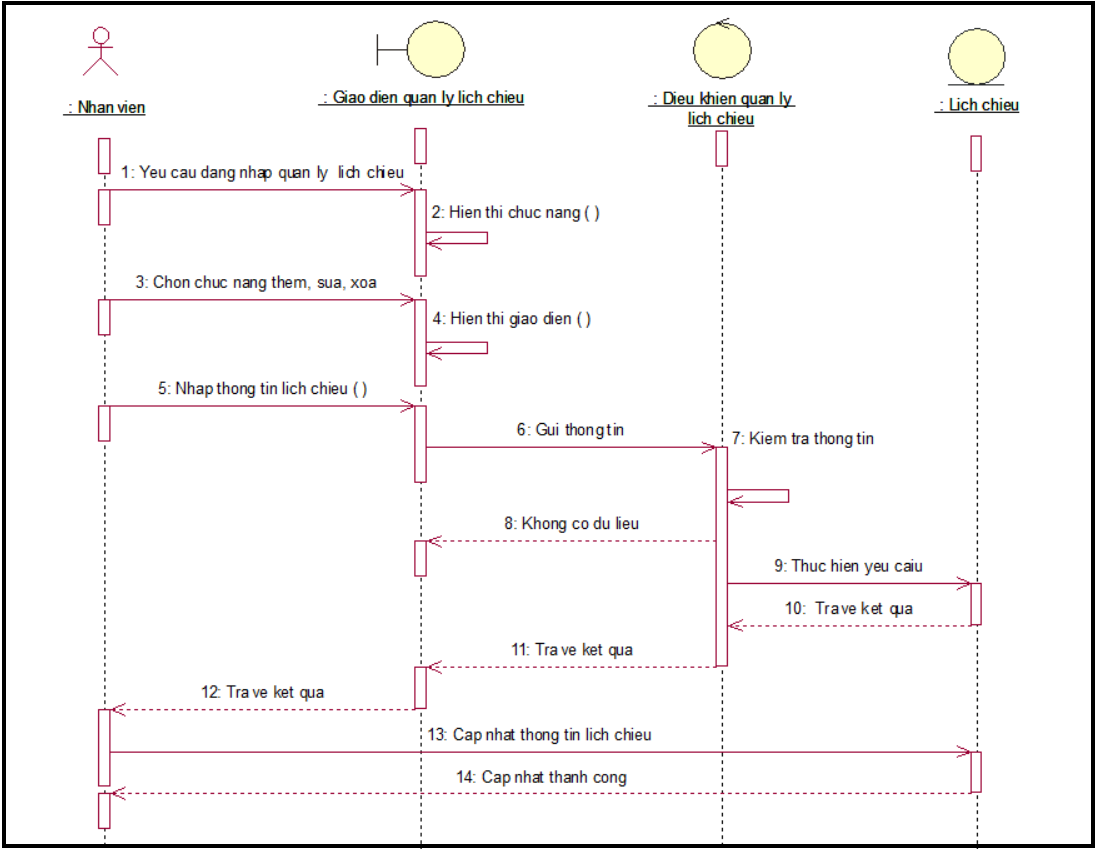 : Nhan vien
: Giao dien quan ly lich chieu
: Dieu khien quan ly
lich chieu
: Lich chieu
1: Yeu cau dang nhap quan ly lich chieu
2: Hien thi chuc nang ( )
3: Chon chuc nang them, sua, xoa
4: Hien thi giao dien ( )
5: Nhap thong tin lich chieu ( )
6: Gui thong tin
7: Kiem tra thong tin
8: Khong co du lieu
9: Thuc hien yeu caiu
10: Tra ve ket qua
11: Tra ve ket qua
12: Tra ve ket qua
13: Cap nhat thong tin lich chieu
14: Cap nhat thanh cong